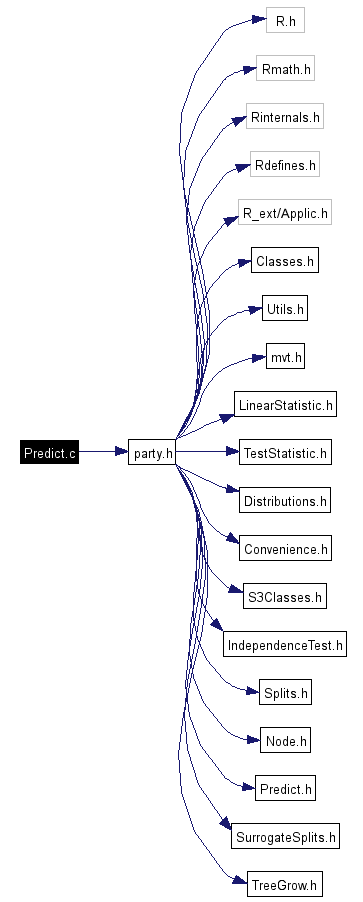 R.h
Rmath.h
Rinternals.h
Rdefines.h
R_ext/Applic.h
Classes.h
Utils.h
mvt.h
LinearStatistic.h
Predict.c
party.h
TestStatistic.h
Distributions.h
Convenience.h
S3Classes.h
IndependenceTest.h
Splits.h
Node.h
Predict.h
SurrogateSplits.h
TreeGrow.h